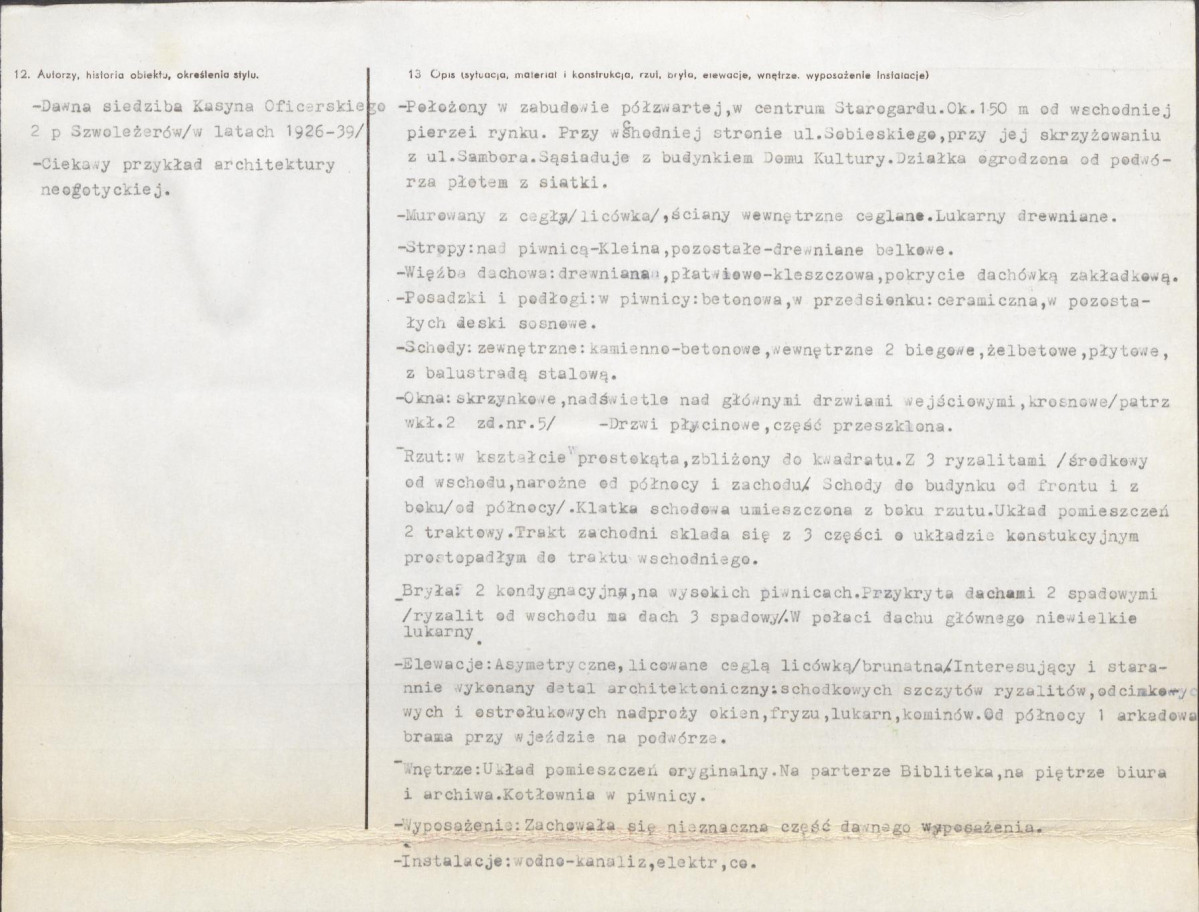 12. Autorzy, historia obiektu, określenia stylu.
-Dawna siedziba Kasyna Oficerskiego
2 p Szwoleżerów/w latach 1926-39/
-Ciekawy przykład architektury
neogotyckiej.
13 Opis (sytuacja, materiał i konstrukcja, rzut, bryła, elewacje, wnętrze, wyposażenie instalacje)
-Położony w zabudowie półzwartej,w centrum Starogardu.Ok.150 m od wschodniej
pierzei rynku. Przy wschodniej stronie ul.Sobieskiego,przy jej skrzyżowaniu
z ul.Sambora.Sąsiaduje z budynkiem Domu Kultury.Działka ogrodzona od podwó-
rza płotem z siatki.
-Murowany z cegły/licówka/,ściany wewnętrzne ceglane.Lukarny drewniane.
-Stropy:nad piwnicą-Kleina,pozostałe-drewniane belkowe.
-Więźba dachowa:drewniana,płatwiowo-kleszczowa,pokrycie dachówką zakładkową.
-Posadzki i podłogi:w piwnicy:betonowa,w przedsionku:ceramiczna,w pozosta-
łych deski sosnowe.
-Schody:zewnętrzne:kamienno-betonowe,wewnętrzne 2 biegowe,żelbetowe,płytowe,
z balustradą stalową.
-Okna:skrzynkowe,nadświetle nad głównymi drzwiami wejściowymi,krosnowe/patrz
wkł.2 zd.nr.5/ -Drzwi płycinowe,część przeszklona.
-Rzut:w kształcie prostokąta,zbliżony do kwadratu.Z 3 ryzalitami /środkowy
od wschodu,narożne od północy i zachodu/ Schody do budynku od frontu i z
boku/od północy/.Klatka schodowa umieszczona z boku rzutu.Układ pomieszczeń
2 traktowy.Trakt zachodni sklada się z 3 części o układzie konstukcyjnym
prostopadłym do traktu wschodniego.
-Bryła: 2 kondygnacyjna,na wysokich piwnicach.Przykryta dachami 2 spadowymi
/ryzalit od wschodu ma dach 3 spadowy/.W połaci dachu głównego niewielkie
lukarny.
-Elewacje:Asymetryczne,licowane cegłą licówką/brunatna/Interesujący i stara-
nnie wykonany detal architektoniczny:schodkowych szczytów ryzalitów,odcinkowyc
wych i ostrołukowych nadproży okien,fryzu,lukarn,kominów.Od północy 1 arkadowa
brama przy wjeździe na podwórze.
-Wnętrze:Układ pomieszczeń oryginalny.Na parterze Bibliteka,na piętrze biura
i archiwa.Kotłownia w piwnicy.
-Wyposażenie:Zachowała się nieznaczna część dawnego wyposażenia.
-Instalacje:wodno-kanaliz,elektr,co.